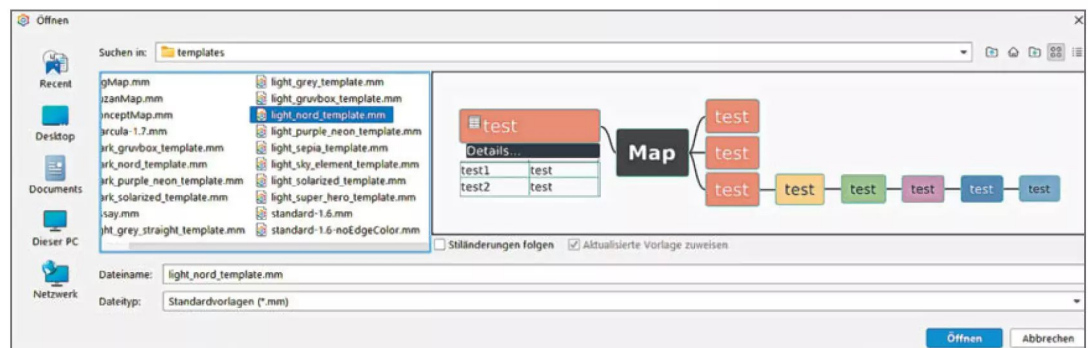 Öffnen
Suchen in: templates
Recent
Desktop
Documents
Dieser PC
Netzwerk
gMap.mm
uzanMap.mm
onceptMap.mm
arcula-1.7.mm
ark_gruvbox_template.mm
ark_nord_template.mm
ark_purple_neon_template.mm
ark_solarized_template.mm
ssay.mm
ght_grey_straight_template.mm
light_grey_template.mm
light_gruvbox_template.mm
light_nord_template.mm
light_purple_neon_template.mm
light_sepia_template.mm
light_sky_element_template.mm
light_solarized_template.mm
light_super_hero_template.mm
standard-1.6.mm
standard-1.6-noEdgeColor.mm
test
Details...
test1 test
test2 test
Map
test
test
test test test test test test
Stiländerungen folgen Aktualisierte Vorlage zuweisen
Dateiname: light_nord_template.mm
Dateityp: Standardvorlagen (*.mm)
Öffnen Abbrechen